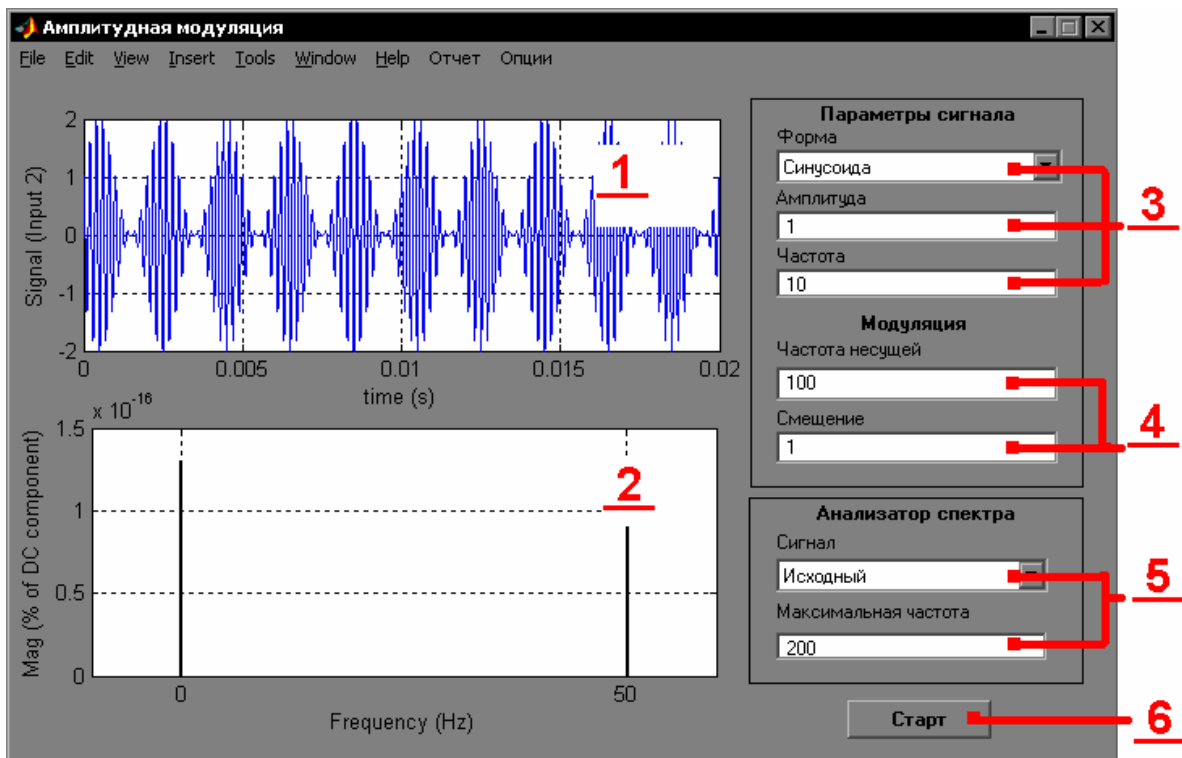 Амплитудная модуляция
File Edit View Insert Tools Window Help Отчет Опции
Signal (Input 2)
2
1
0
-1
-2
0 0.005 0.01 0.015 0.02
time (s)
1
x 10-16
Mag (% of DC component)
1.5
1
0.5
0
0 50
Frequency (Hz)
2
Параметры сигнала
Форма
Синусоида
Амплитуда
1
Частота
10
3
Модуляция
Частота несущей
100
Смещение
1
4
Анализатор спектра
Сигнал
Исходный
Максимальная частота
200
5
Старт
6